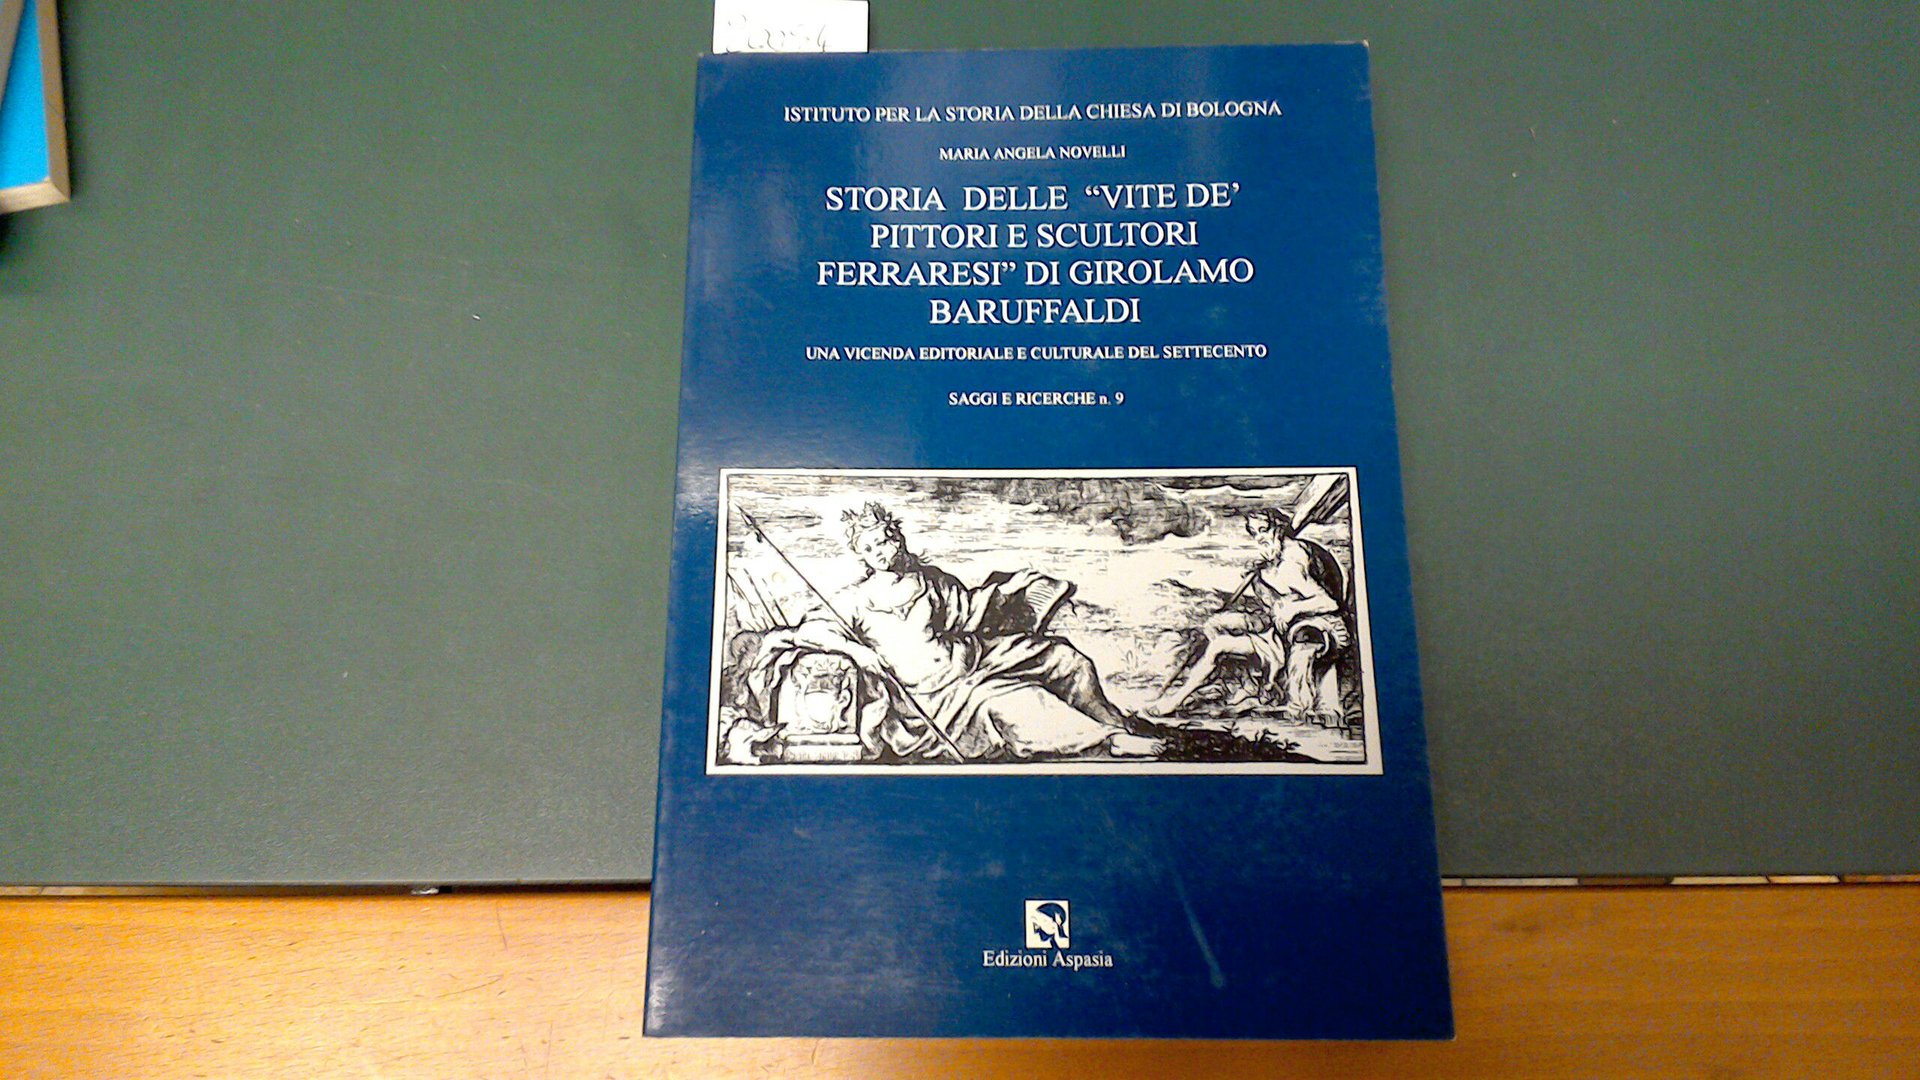 ISTITUTO PER LA STORIA DELLA CHIESA DI BOLOGNA
MARIA ANGELA NOVELLI
STORIA DELLE “VITE DE’
PITTORI E SCULTORI
FERRARESI” DI GIROLAMO
BARUFFALDI
UNA VICENDA EDITORIALE E CULTURALE DEL SETTECENTO
SAGGI E RICERCHE n. 9
Edizioni Aspasia